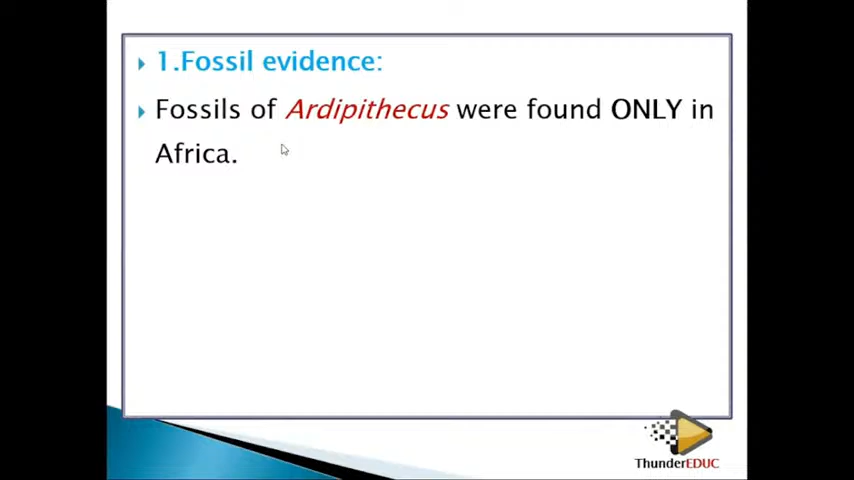 1.Fossil evidence:
Fossils of Ardipithecus were found ONLY in
Africa.
ThunderEDUC